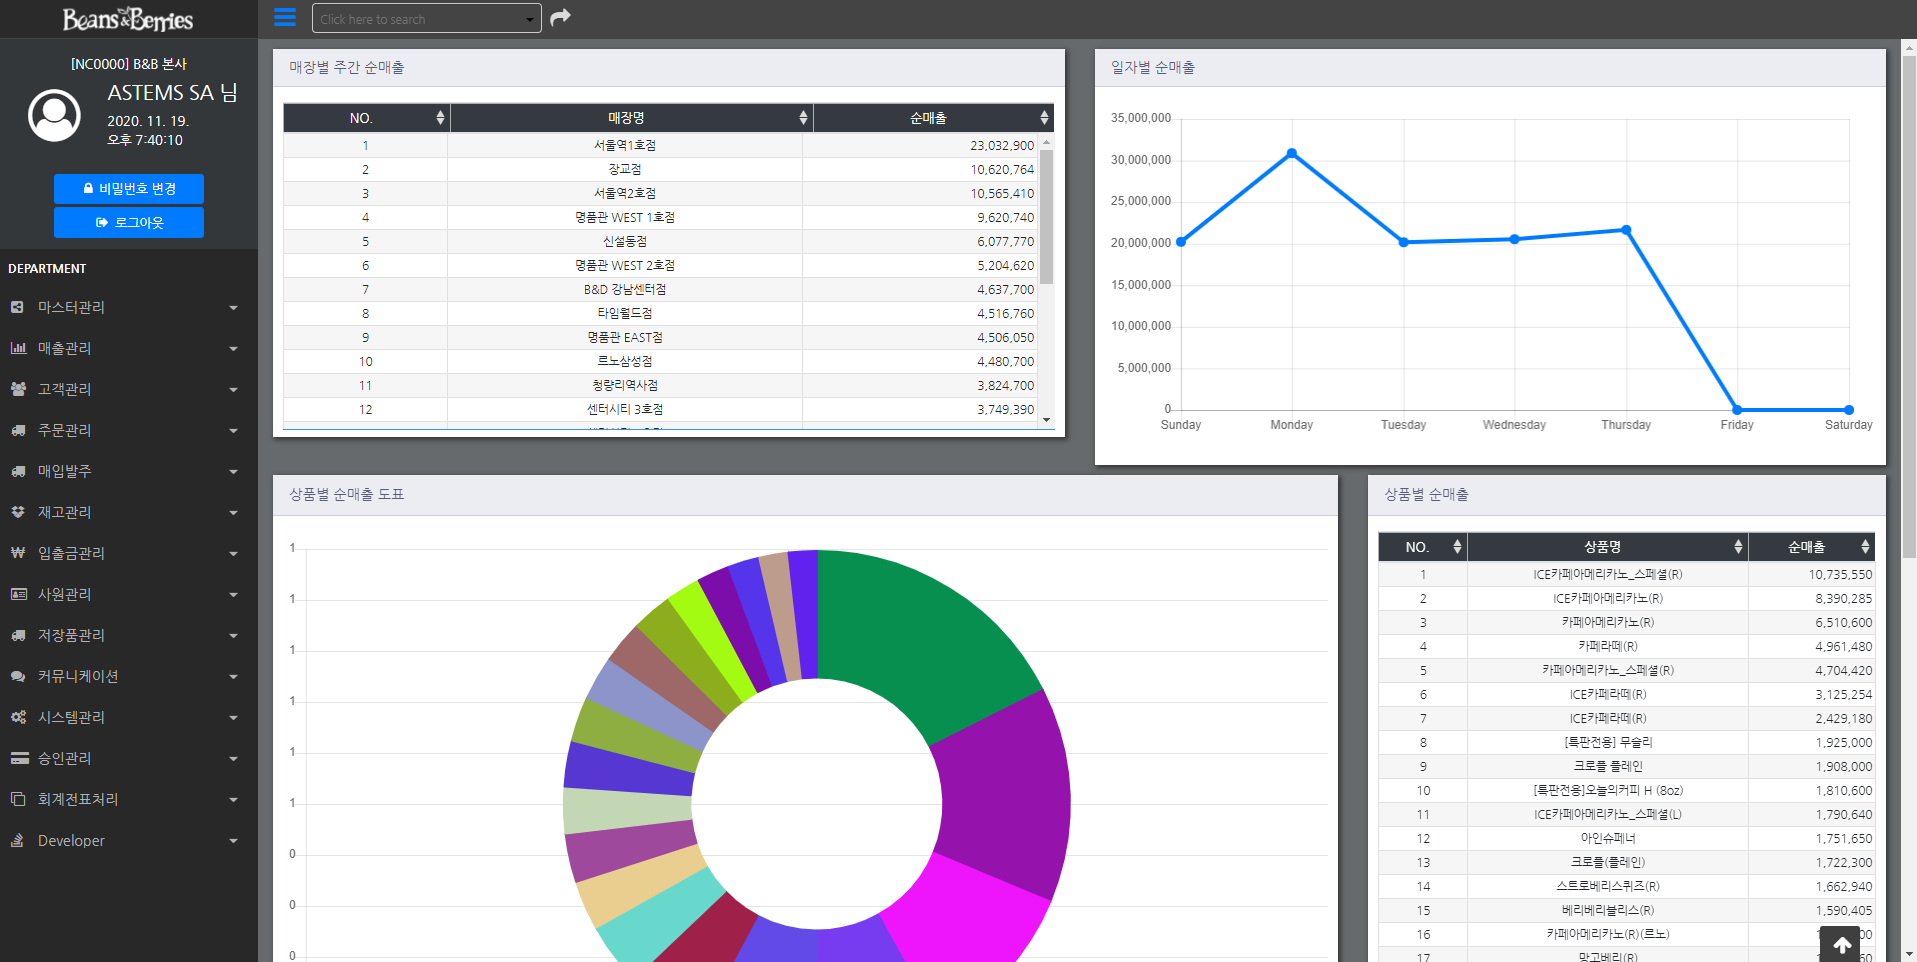 Beans & Berries
Click here to search
[NC0000] B&B 본사
ASTEMS SA 님
2020. 11. 19.
오후 7:40:10
비밀번호 변경
로그아웃
DEPARTMENT
마스터관리
매출관리
고객관리
주문관리
매입발주
재고관리
입출금관리
사원관리
저장품관리
커뮤니케이션
시스템관리
승인관리
회계전표처리
Developer
매장별 주간 순매출
NO. 매장명 순매출
1 서울역1호점 23,032,900
2 장교점 10,620,764
3 서울역2호점 10,565,410
4 명품관 WEST 1호점 9,620,740
5 신설동점 6,077,770
6 명품관 WEST 2호점 5,204,620
7 B&D 강남센터점 4,637,700
8 타임월드점 4,516,760
9 명품관 EAST점 4,506,050
10 르노삼성점 4,480,700
11 청량리역사점 3,824,700
12 센터시티 3호점 3,749,390
일자별 순매출
35,000,000
30,000,000
25,000,000
20,000,000
15,000,000
10,000,000
5,000,000
0
Sunday Monday Tuesday Wednesday Thursday Friday Saturday
상품별 순매출 도표
1
1
1
1
1
1
0
0
0
상품별 순매출
NO. 상품명 순매출
1 ICE카페아메리카노_스페셜(R) 10,735,550
2 ICE카페아메리카노(R) 8,390,285
3 카페아메리카노(R) 6,510,600
4 카페라떼(R) 4,961,480
5 카페아메리카노_스페셜(R) 4,704,420
6 ICE카페라떼(R) 3,125,254
7 ICE카페라떼(R) 2,429,180
8 [특판전용] 무슬리 1,925,000
9 크로플 플레인 1,908,000
10 [특판전용]오늘의커피 H (8oz) 1,810,600
11 ICE카페아메리카노_스페셜(L) 1,790,640
12 아인슈페너 1,751,650
13 크로플(플레인) 1,722,300
14 스트로베리스퀴즈(R) 1,662,940
15 베리베리블리스(R) 1,590,405
16 카페아메리카노(R)(르노)
17 망고베리(R)